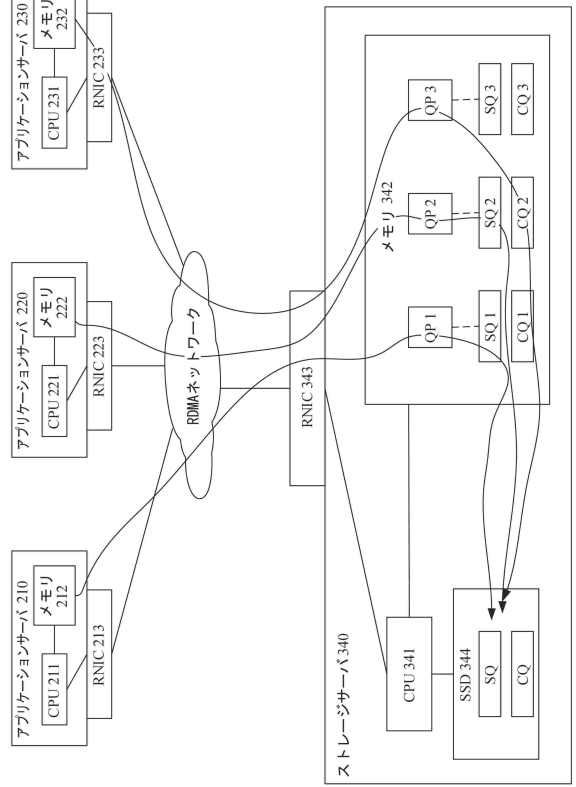 アプリケーションサーバ 210
CPU 211
メモリ
212
RNIC 213
アプリケーションサーバ 220
CPU 221
メモリ
222
RNIC 223
アプリケーションサーバ 230
CPU 231
メモリ
232
RNIC 233
RDMAネットワーク
RNIC 343
ストレージサーバ 340
CPU 341
SSD 344
SQ
CQ
メモリ 342
QP 1
SQ 1
CQ 1
QP 2
SQ 2
CQ 2
QP 3
SQ 3
CQ 3